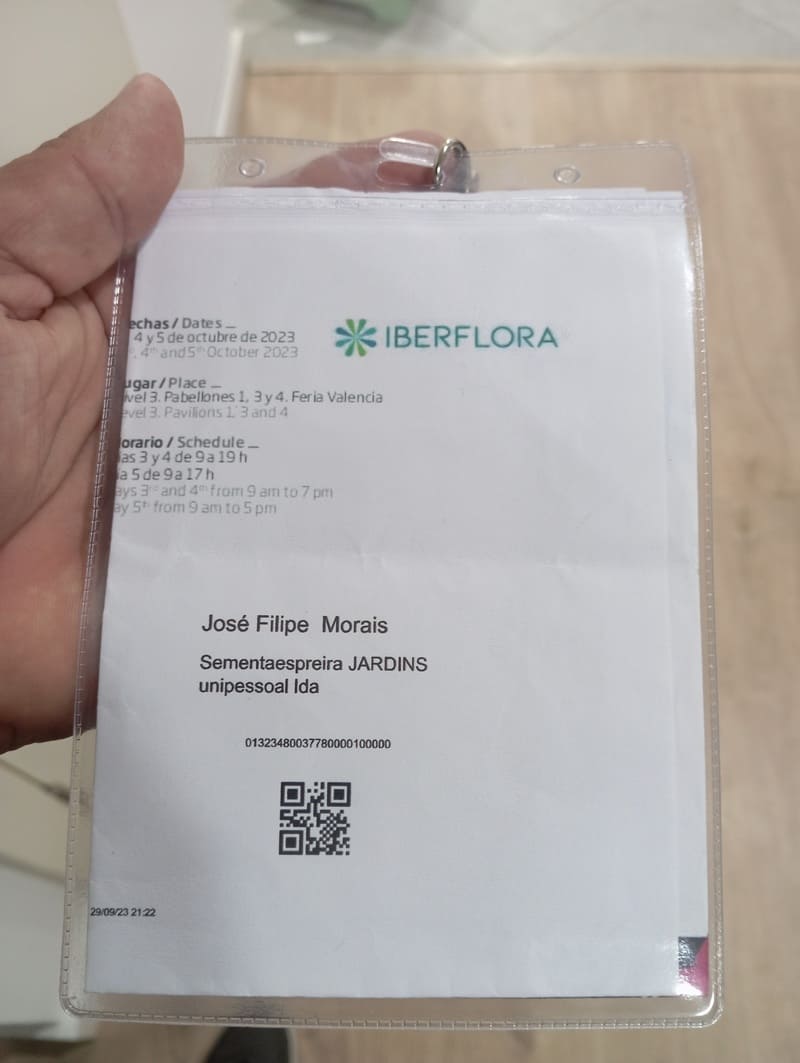 echas / Dates _
4 y 5 de octubre de 2023
4th and 5th October 2023
IBERFLORA
ugar / Place _
ivel 3. Pabellones 1, 3 y 4. Feria Valencia
evel 3. Pavilions 1, 3 and 4
orario / Schedule _
ías 3 y 4 de 9 a 19 h
ía 5 de 9 a 17 h
ays 3rd and 4th from 9 am to 7 pm
ay 5th from 9 am to 5 pm
José Filipe Morais
Sementaespreira JARDINS
unipessoal lda
01323480037780000100000
29/09/23 21:22